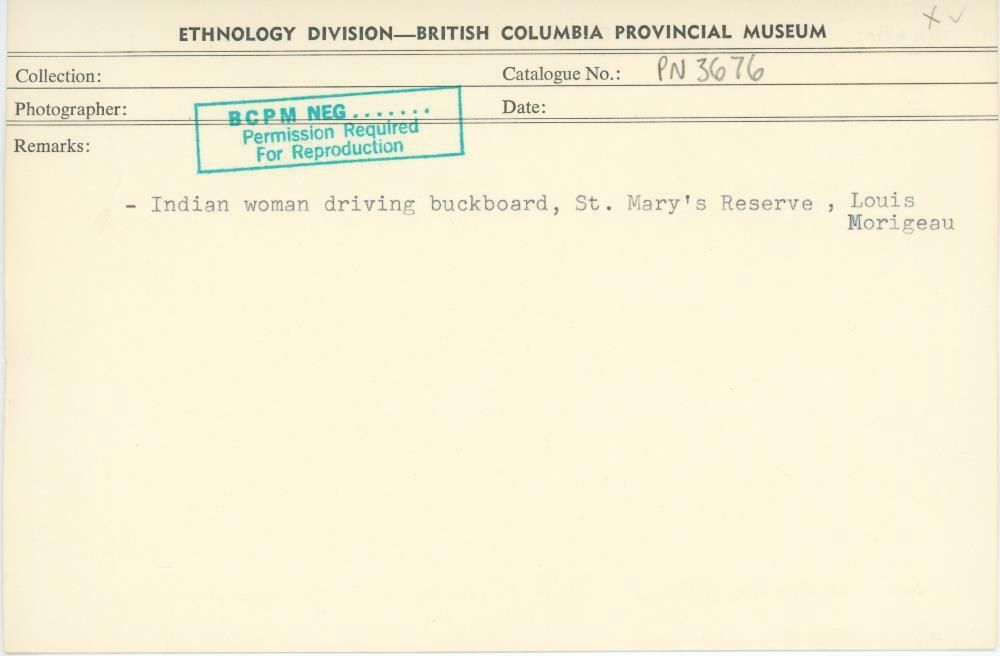 ETHNOLOGY DIVISION—BRITISH COLUMBIA PROVINCIAL MUSEUM
Collection:
Catalogue No.: PN 3676
Photographer:
Date:
BCPM NEG.......
Permission Required
For Reproduction
Remarks:
- Indian woman driving buckboard, St. Mary's Reserve , Louis
Morigeau